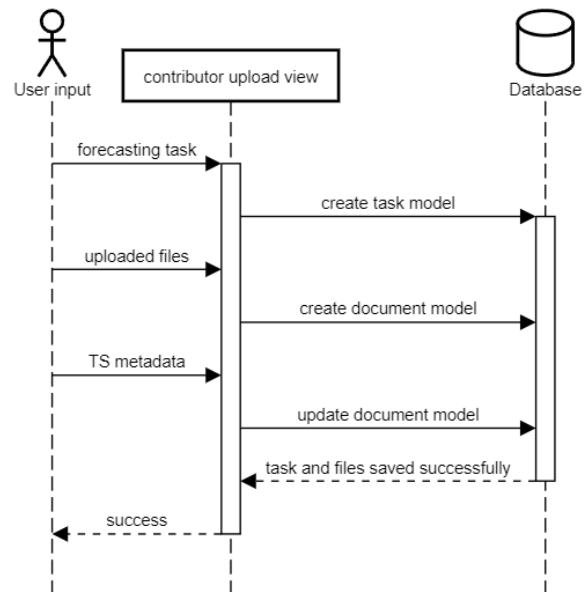 User input
contributor upload view
Database
forecasting task
create task model
uploaded files
create document model
TS metadata
update document model
task and files saved successfully
success